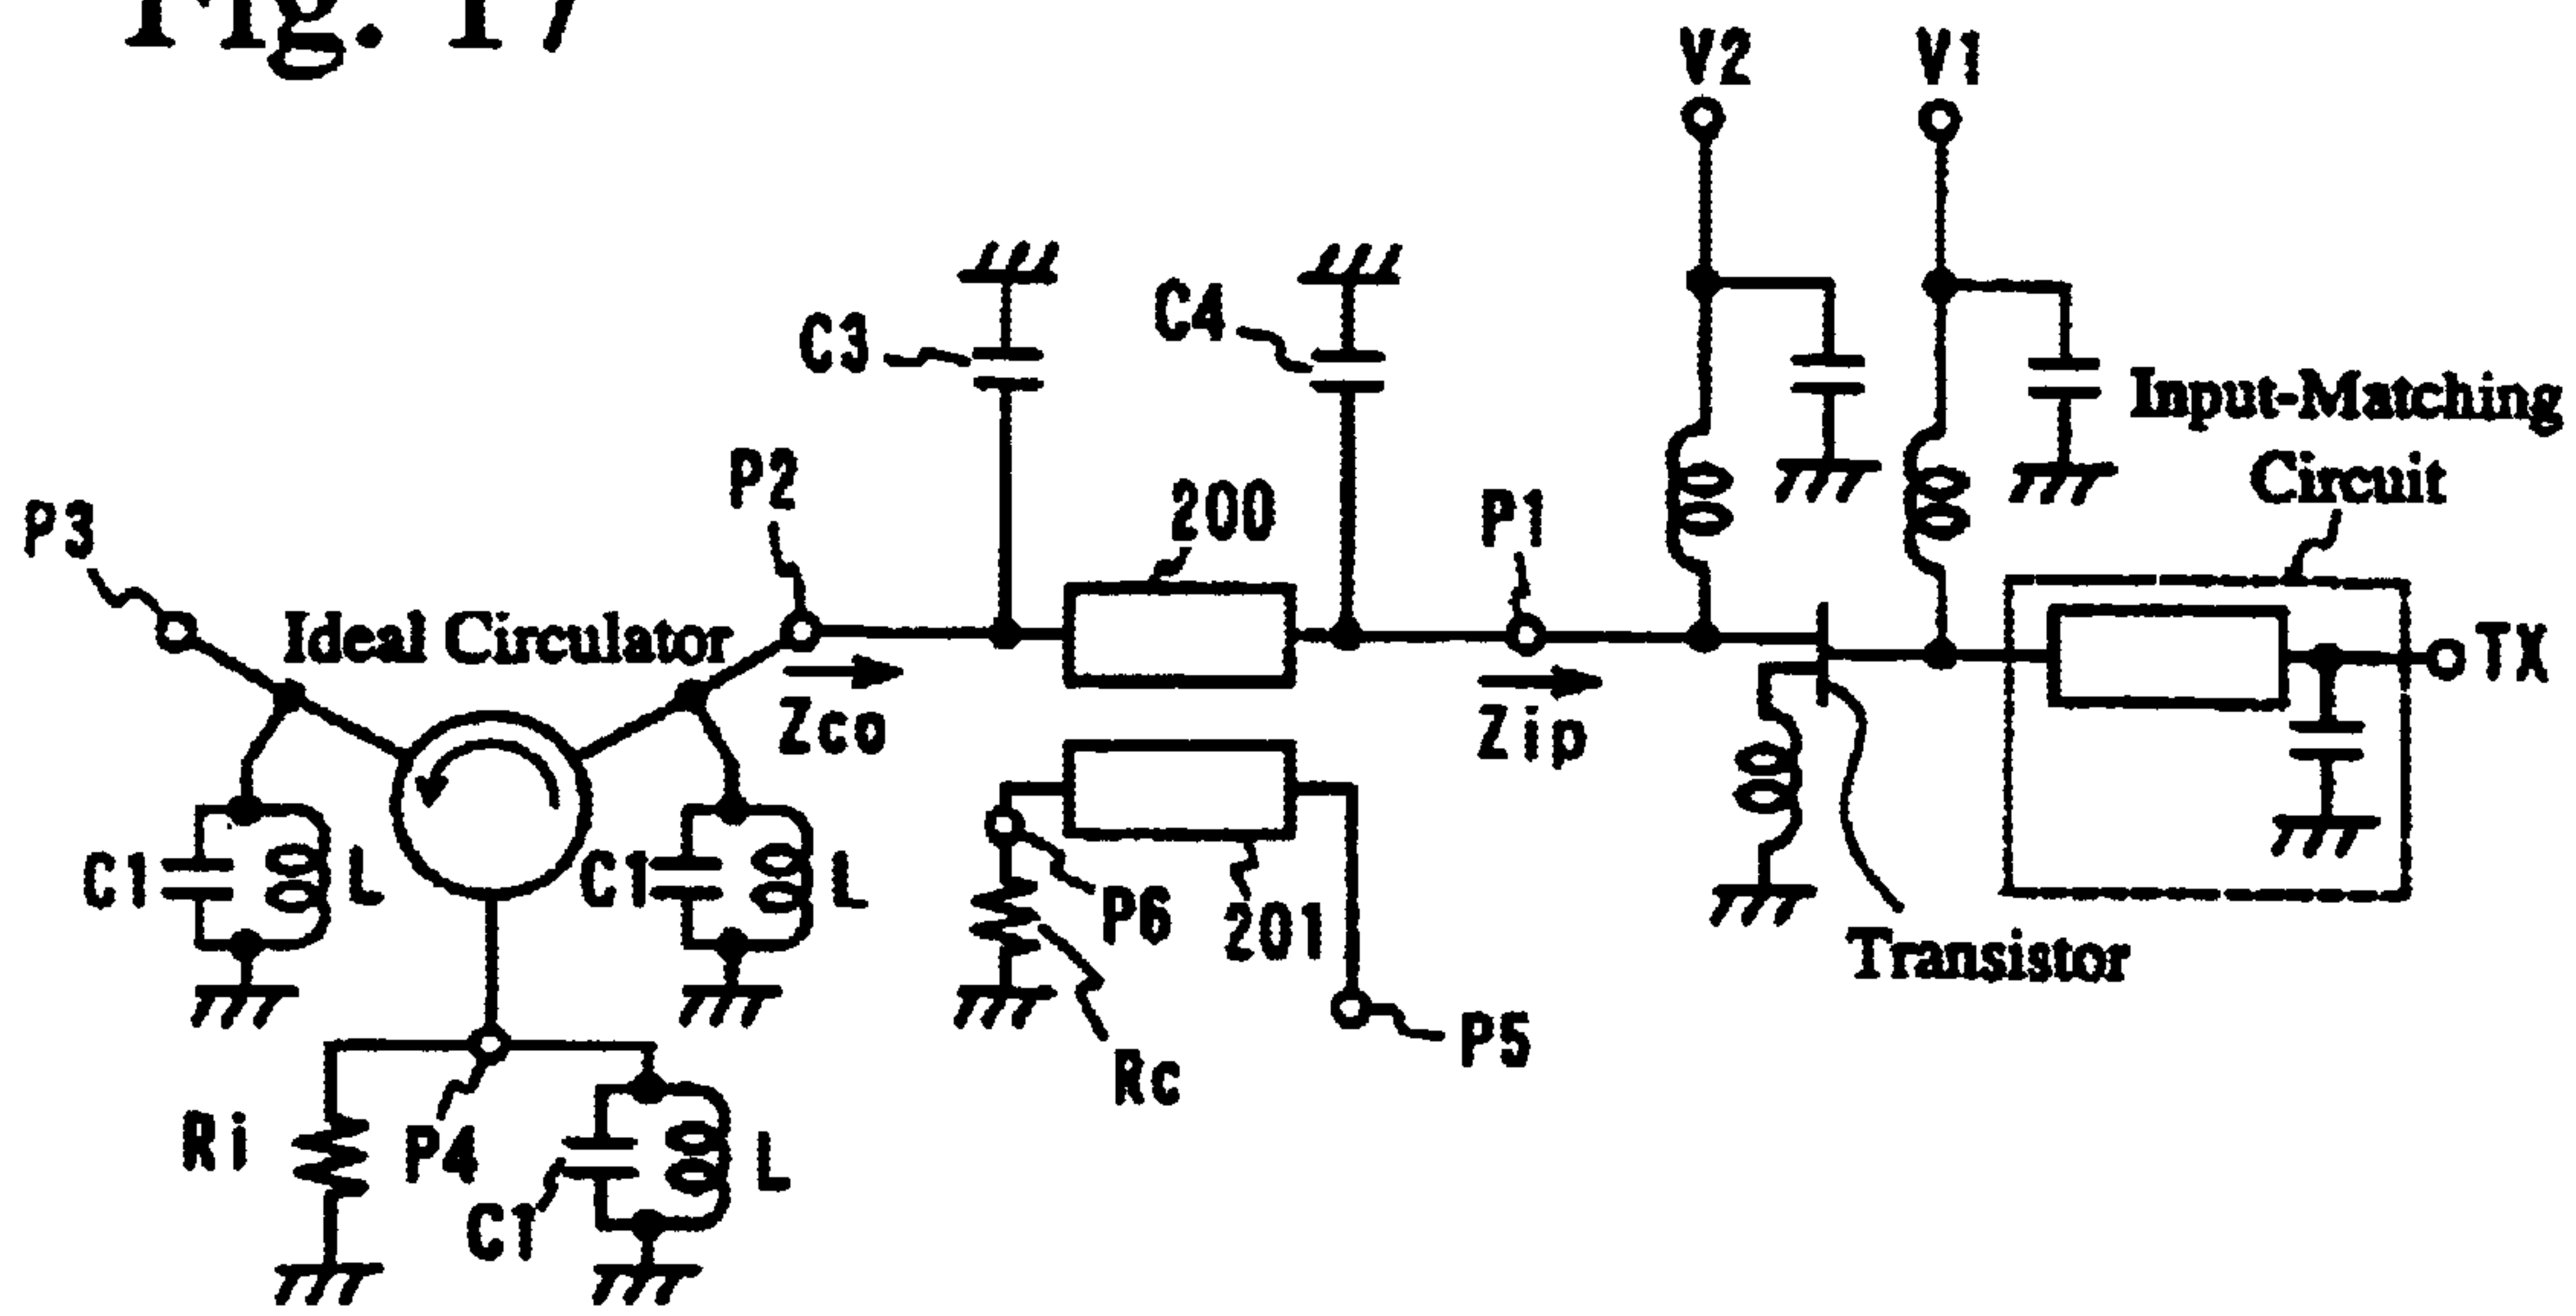 Fig. 17
V2
V1
C3
C4
Input-Matching
Circuit
P2
P3
200
P1
Ideal Circulator
TX
Zco
Zip
C1
L
C1
L
P6
201
Transistor
P5
Rc
Ri
P4
C1
L